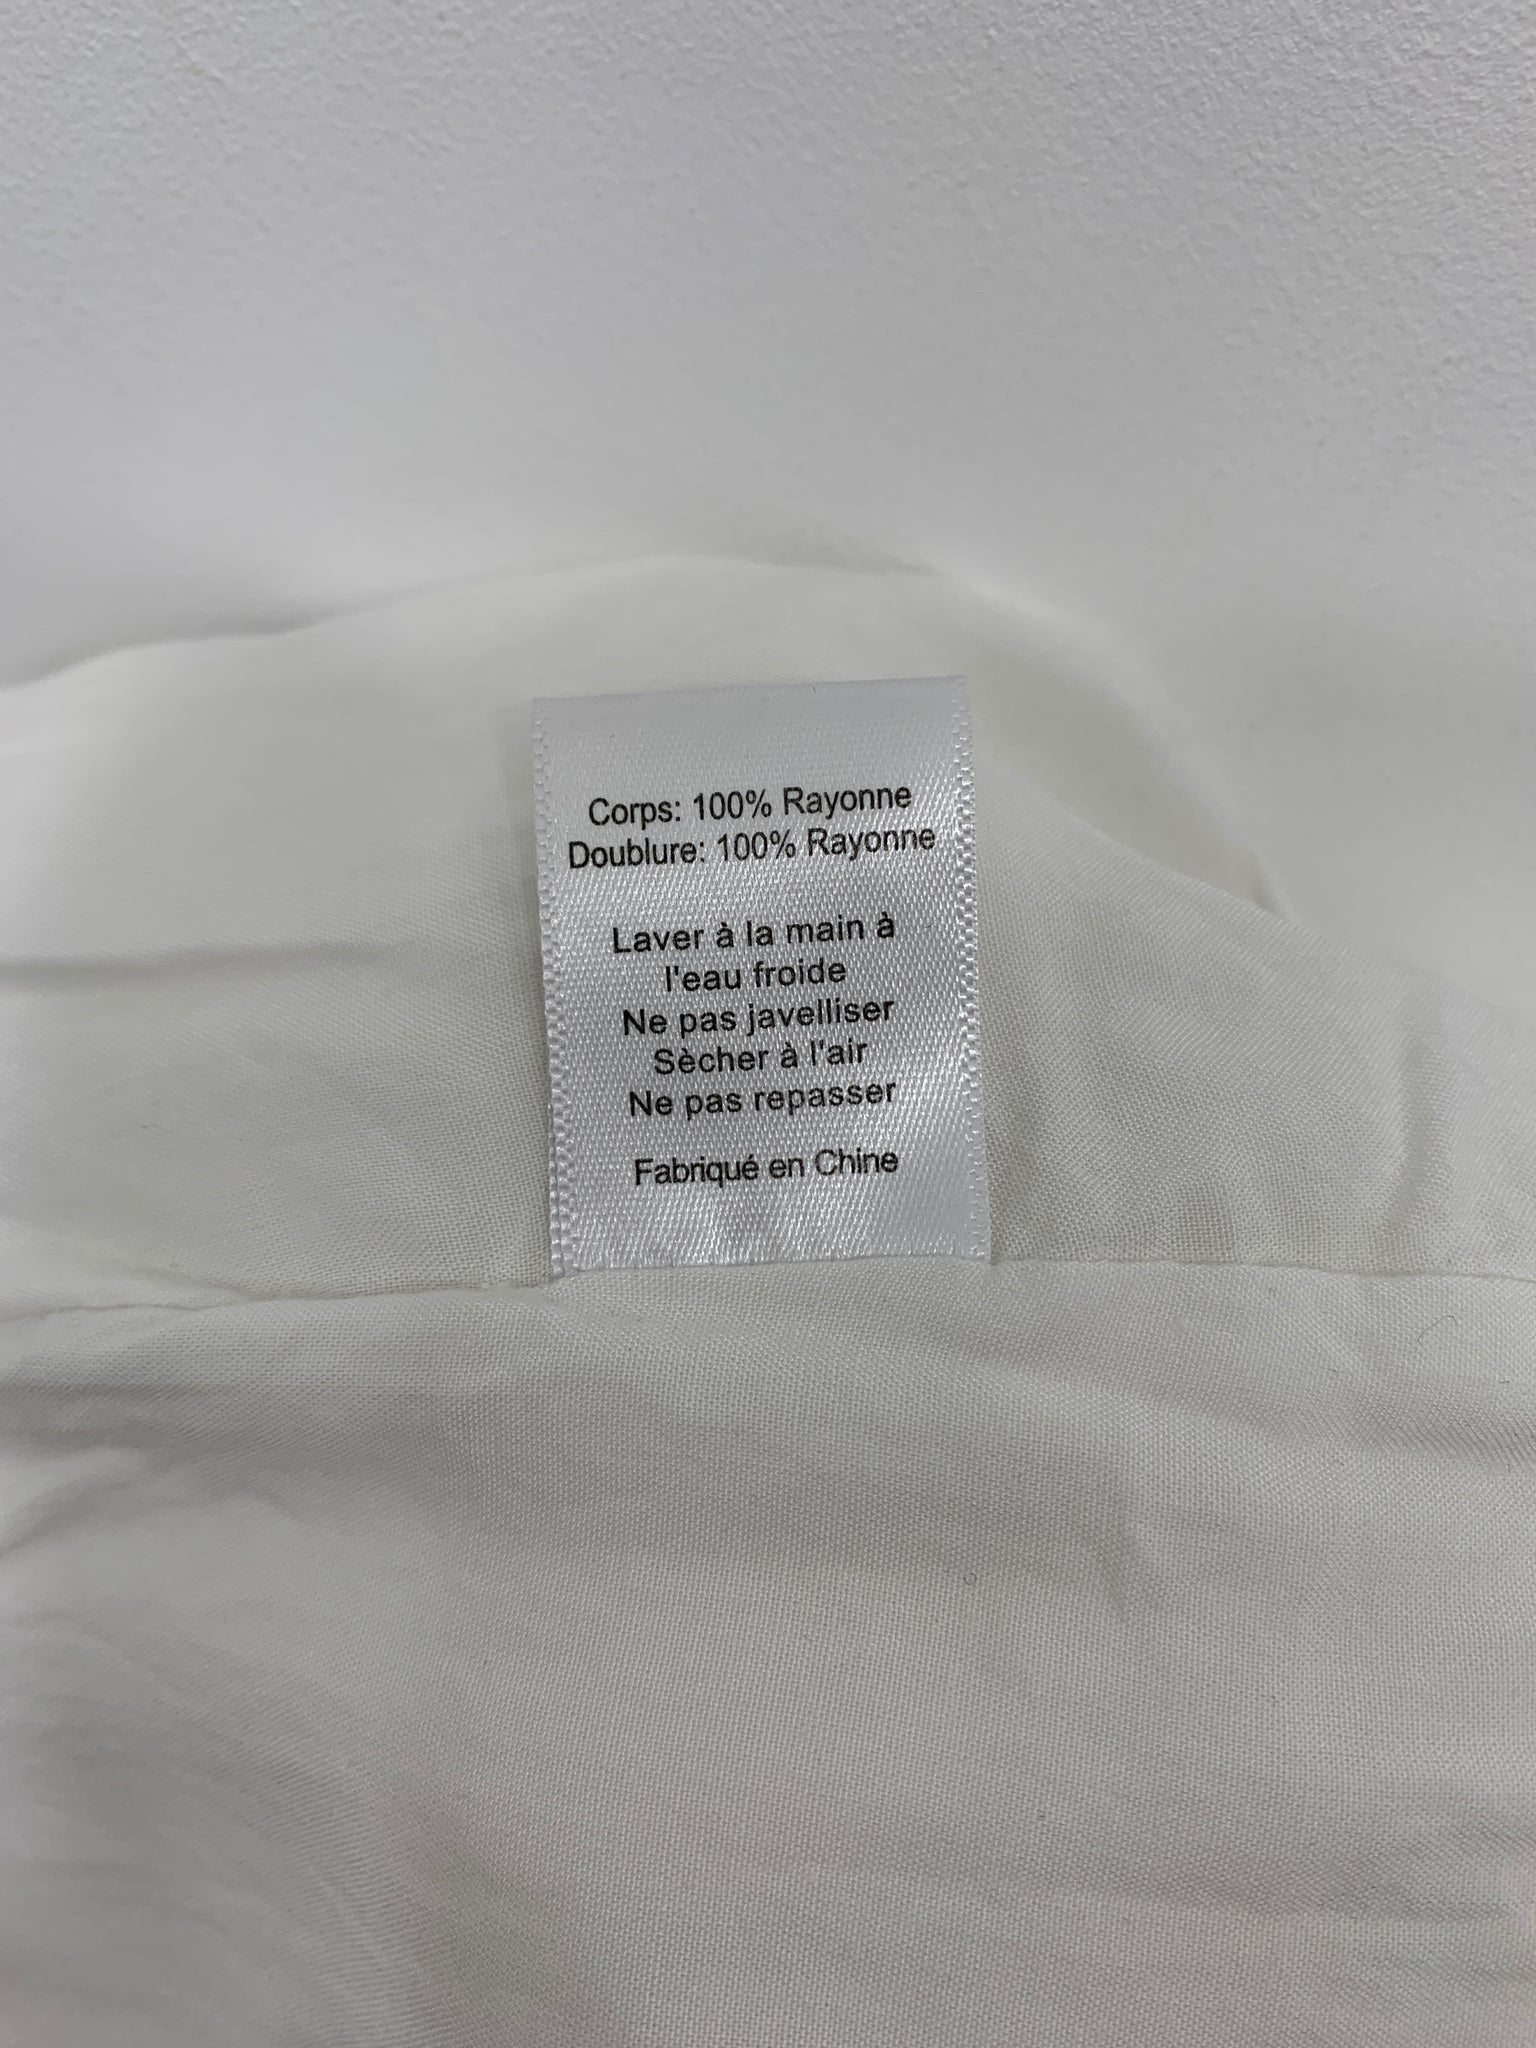 Corps: 100% Rayonne
Doublure: 100% Rayonne
Laver à la main à
l'eau froide
Ne pas javelliser
Sècher à l'air
Ne pas repasser
Fabriqué en Chine